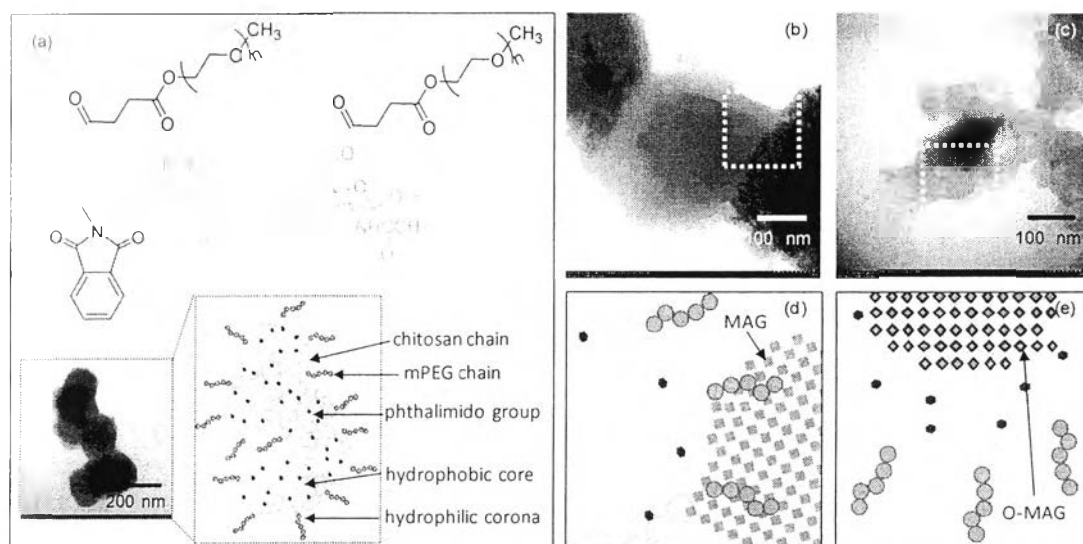 (a)
O
CH₃
n
O
O
O
CH₃
n
O
O
O
O
N
O
chitosan chain
mPEG chain
phthalimido group
hydrophobic core
hydrophilic corona
200 nm
(b)
100 nm
(c)
100 nm
(d)
MAG
(e)
O-MAG